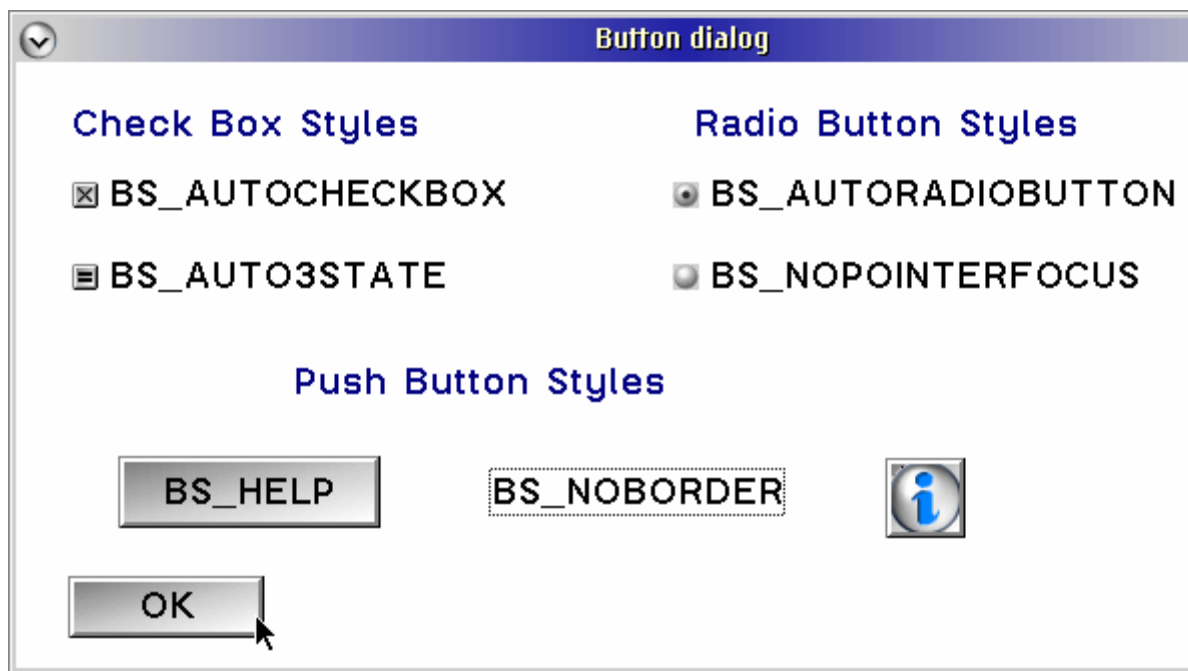 Button dialog
Check Box Styles Radio Button Styles
BS_AUTOCHECKBOX BS_AUTORADIOBUTTON
BS_AUTO3STATE BS_NOPOINTERFOCUS
Push Button Styles
BS_HELP BS_NOBORDER i
OK